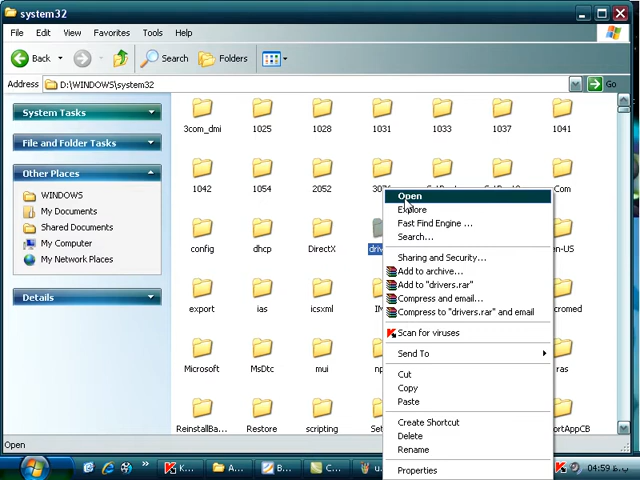 system32
File Edit View Favorites Tools Help
Back Search Folders
Address D:\WINDOWS\system32 Go
System Tasks
File and Folder Tasks
Other Places
WINDOWS
My Documents
Shared Documents
My Computer
My Network Places
Details
3com_dmi 1025 1028 1031 1033 1037 1041
1042 1054 2052 Com
config dhcp DirectX en-US
export ias icsxml
Microsoft MsDtc mui
ReinstallBa... Restore scripting
Open
Explore
Fast Find Engine ...
Search...
Sharing and Security...
Add to archive...
Add to "drivers.rar"
Compress and email...
Compress to "drivers.rar" and email
Scan for viruses
Send To
Cut
Copy
Paste
Create Shortcut
Delete
Rename
Properties
Open
K... A... B... C... u.
04:59